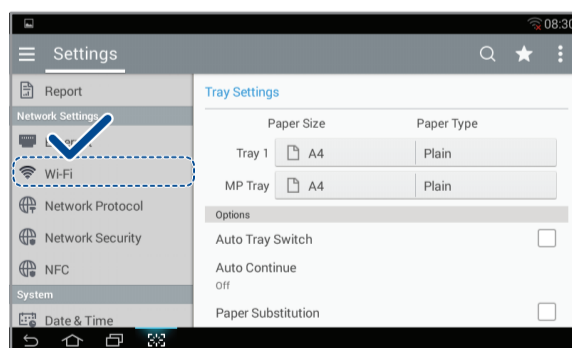 08:30
Settings
Report
Tray Settings
Network Settings
Paper Size Paper Type
Tray 1 A4 Plain
Wi-Fi
MP Tray A4 Plain
Network Protocol
Options
Network Security
Auto Tray Switch
NFC
Auto Continue
Off
System
Date & Time
Paper Substitution